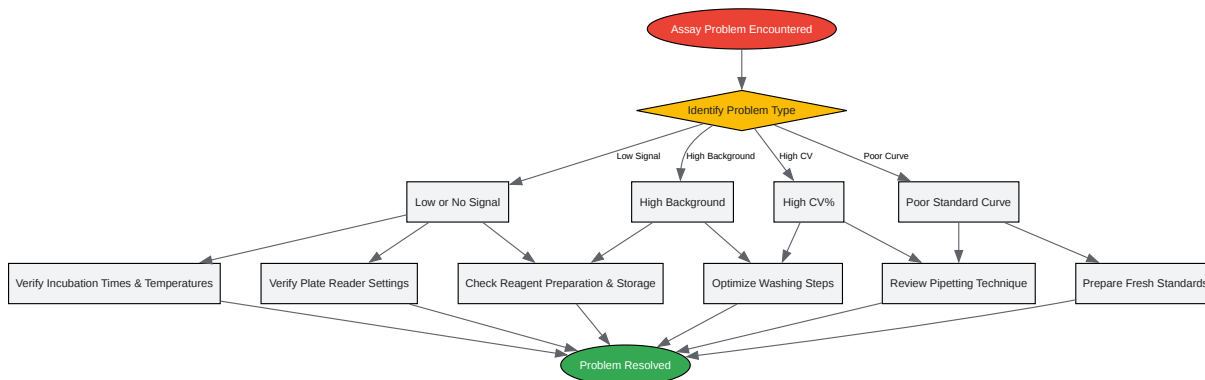 Assay Problem Encountered
Identify Problem Type
Low Signal
High Background
High CV
Poor Curve
Low or No Signal
High Background
High CV%
Poor Standard Curve
Verify Incubation Times & Temperatures
Verify Plate Reader Settings
Check Reagent Preparation & Storage
Optimize Washing Steps
Review Pipetting Technique
Prepare Fresh Standards
Problem Resolved